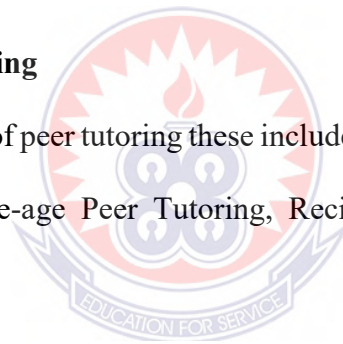 ing
of peer tutoring these include
e-age Peer Tutoring, Reci
EDUCATION FOR SERVICE